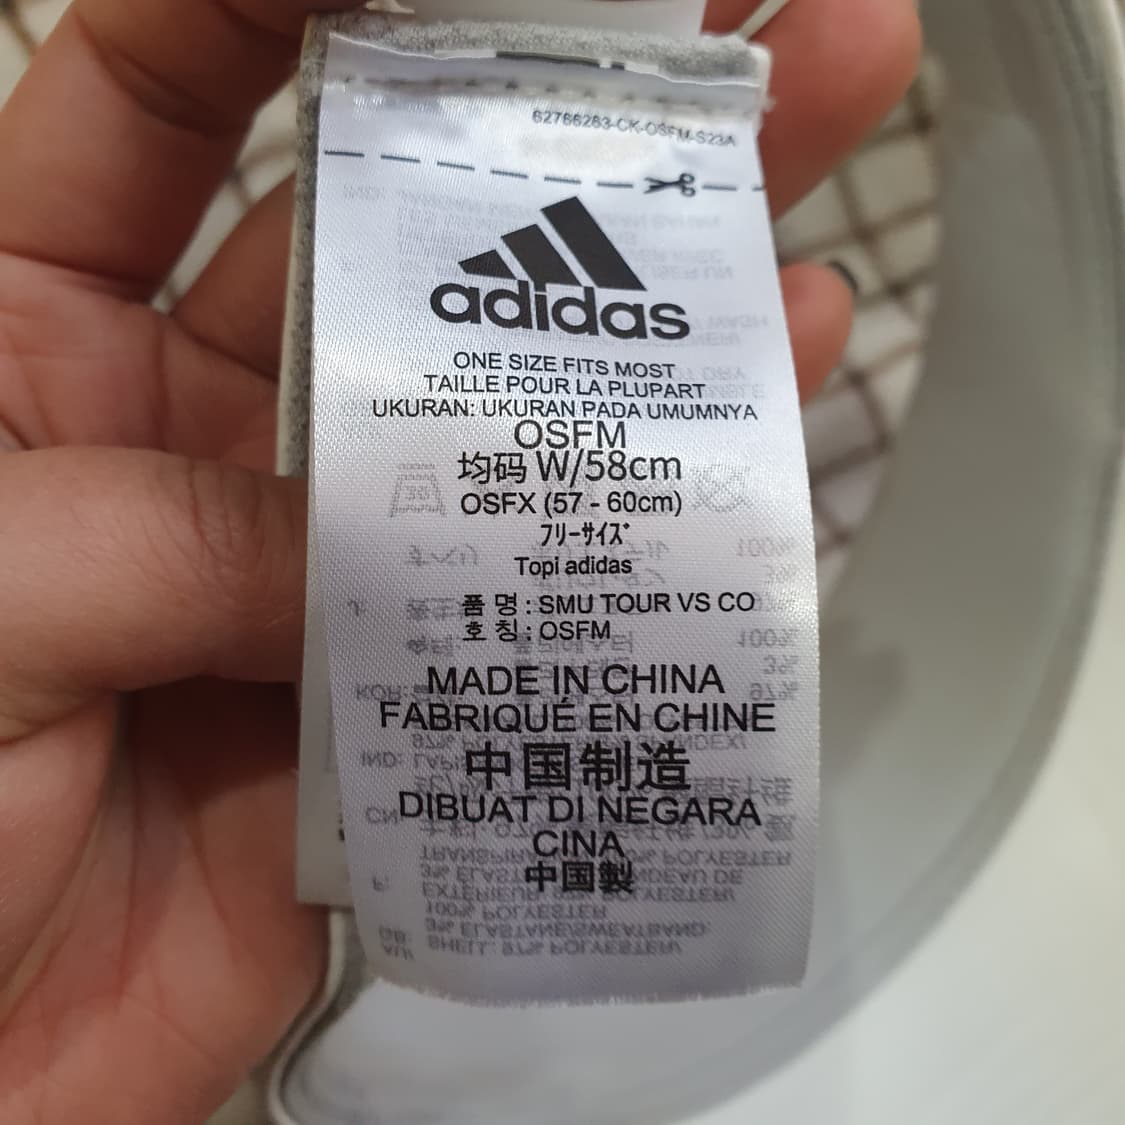 62766263-CK-OSFM-S23A
adidas
ONE SIZE FITS MOST
TAILLE POUR LA PLUPART
UKURAN: UKURAN PADA UMUMNYA
OSFM
均码 W/58cm
OSFX (57 - 60cm)
フリーサイズ
Topi adidas
품 명 : SMU TOUR VS CO
호 칭 : OSFM
MADE IN CHINA
FABRIQUÉ EN CHINE
中国制造
DIBUAT DI NEGARA
CINA
中国製